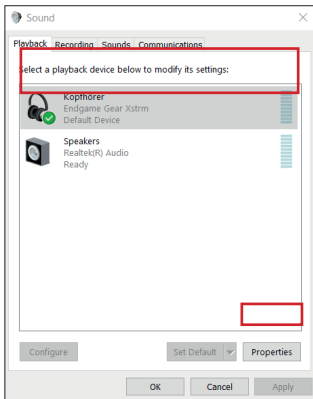 Sound
Playback Recording Sounds Communications
Select a playback device below to modify its settings:
Kopfhörer
Endgame Gear Xstrm
Default Device
Speakers
Realtek(R) Audio
Ready
Configure Set Default Properties
OK Cancel Apply